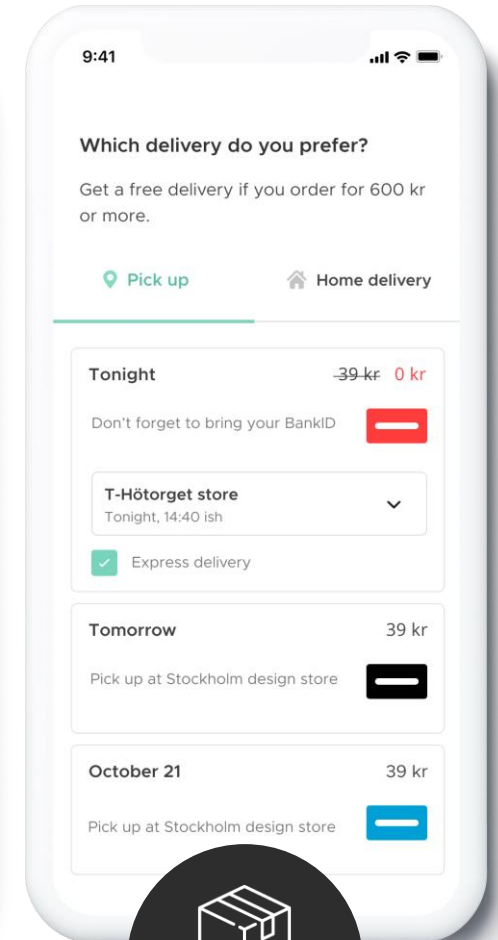 9:41
Which delivery do you prefer?
Get a free delivery if you order for 600 kr
or more.
Pick up
Home delivery
Tonight
39 kr 0 kr
Don't forget to bring your BankID
T-Hötorget store
Tonight, 14:40 ish
Express delivery
Tomorrow
39 kr
Pick up at Stockholm design store
October 21
39 kr
Pick up at Stockholm design store